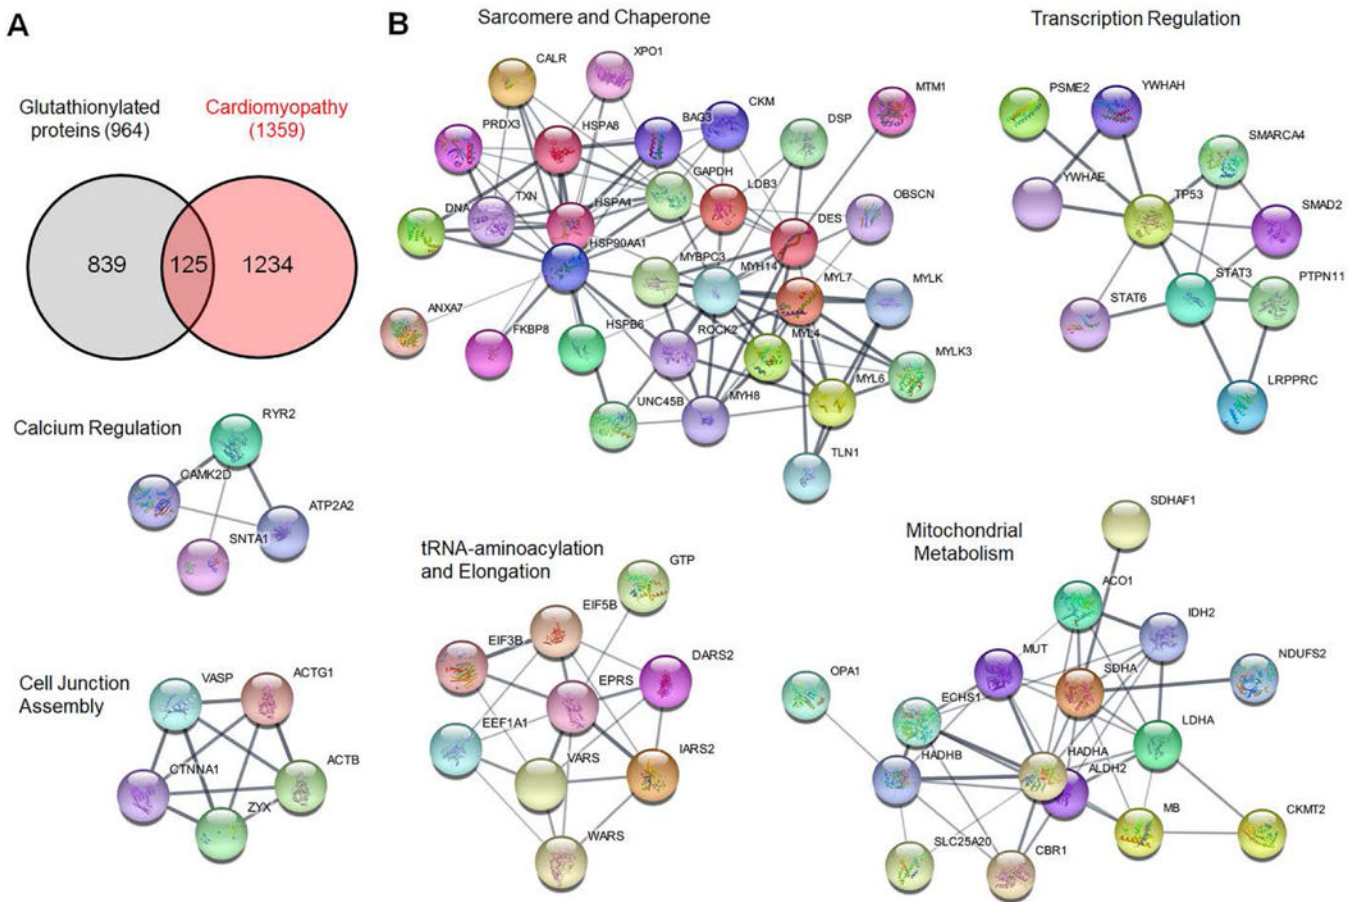 A
Glutathionylated
proteins (964)
Cardiomyopathy
(1359)
839
125
1234
B
Sarcomere and Chaperone
CALR
XPO1
PRDX3
HSPA8
BAG3
CKM
DSP
MTM1
DNA
TXN
HSPA4
GAPDH
LDB3
DES
OBSCN
HSP90AA1
MYBPC3
MYH14
MYL7
MYLK
ANXA7
FKBP8
HSPB6
ROCK2
MYL4
MYLK3
UNC45B
MYH8
MYL6
TLN1
Transcription Regulation
PSME2
YWHAH
SMARCA4
YWHAE
TP53
SMAD2
STAT6
STAT3
PTPN11
LRPPRC
Calcium Regulation
RYR2
CAMK2D
ATP2A2
SNTA1
Cell Junction
Assembly
VASP
ACTG1
CTNNA1
ACTB
ZYX
tRNA-aminoacylation
and Elongation
GTP
EIF5B
EIF3B
EPRS
DARS2
EEF1A1
VARS
IARS2
WARS
Mitochondrial
Metabolism
SDHAF1
ACO1
IDH2
MUT
SDHA
NDUFS2
OPA1
ECHS1
LDHA
HADHB
HADHA
ALDH2
MB
CKMT2
SLC25A20
CBR1